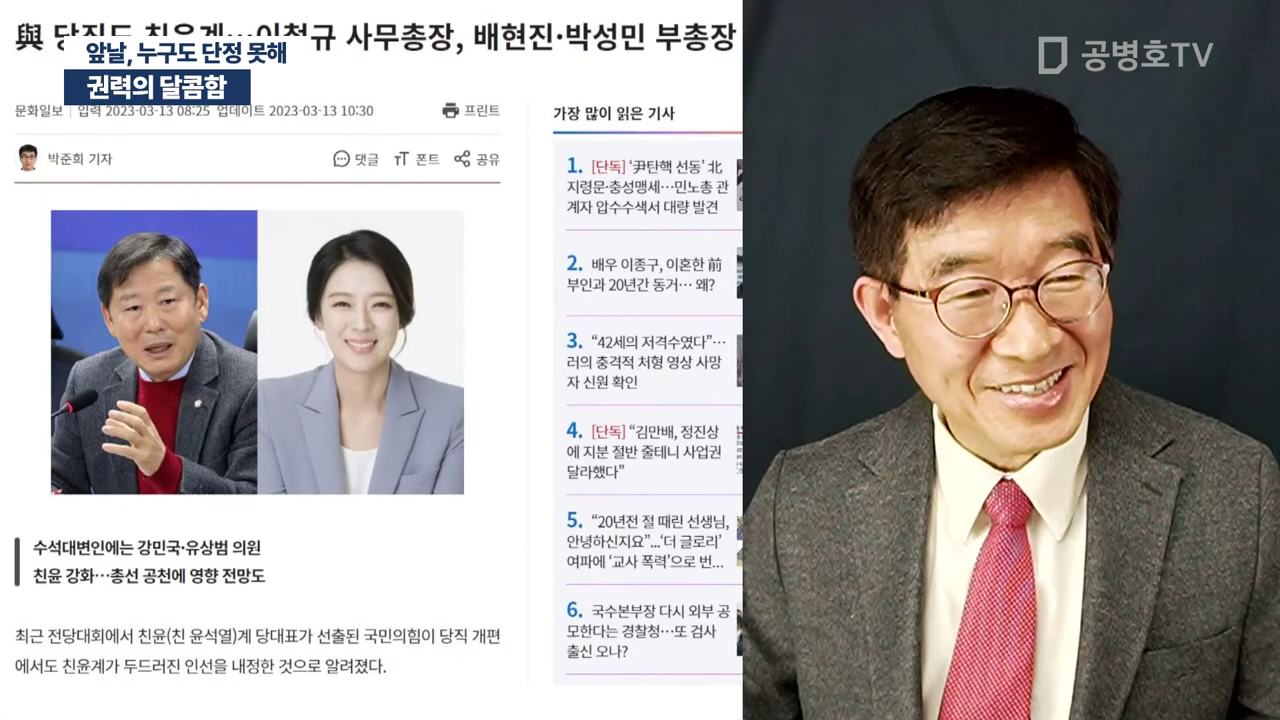 與 당직도 친윤계…이철규 사무총장, 배현진·박성민 부총장
앞날, 누구도 단정 못해
권력의 달콤함
공병호TV
문화일보 입력 2023-03-13 08:25 업데이트 2023-03-13 10:30
프린트
박준희 기자
댓글 폰트 공유
수석대변인에는 강민국·유상범 의원
친윤 강화…총선 공천에 영향 전망도
최근 전당대회에서 친윤(친 윤석열)계 당대표가 선출된 국민의힘이 당직 개편
에서도 친윤계가 두드러진 인선을 내정한 것으로 알려졌다.
가장 많이 읽은 기사
1. [단독] ‘尹탄핵 선동’ 北
지령문·충성맹세…민노총 관
계자 압수수색서 대량 발견
2. 배우 이종구, 이혼한 前
부인과 20년간 동거… 왜?
3. “42세의 저격수였다”…
러의 충격적 처형 영상 사망
자 신원 확인
4. [단독] “김만배, 정진상
에 지분 절반 줄테니 사업권
달라했다”
5. “20년전 절 때린 선생님,
안녕하신지요”...‘더 글로리’
여파에 ‘교사 폭력’으로 번...
6. 국수본부장 다시 외부 공
모한다는 경찰청…또 검사
출신 오나?